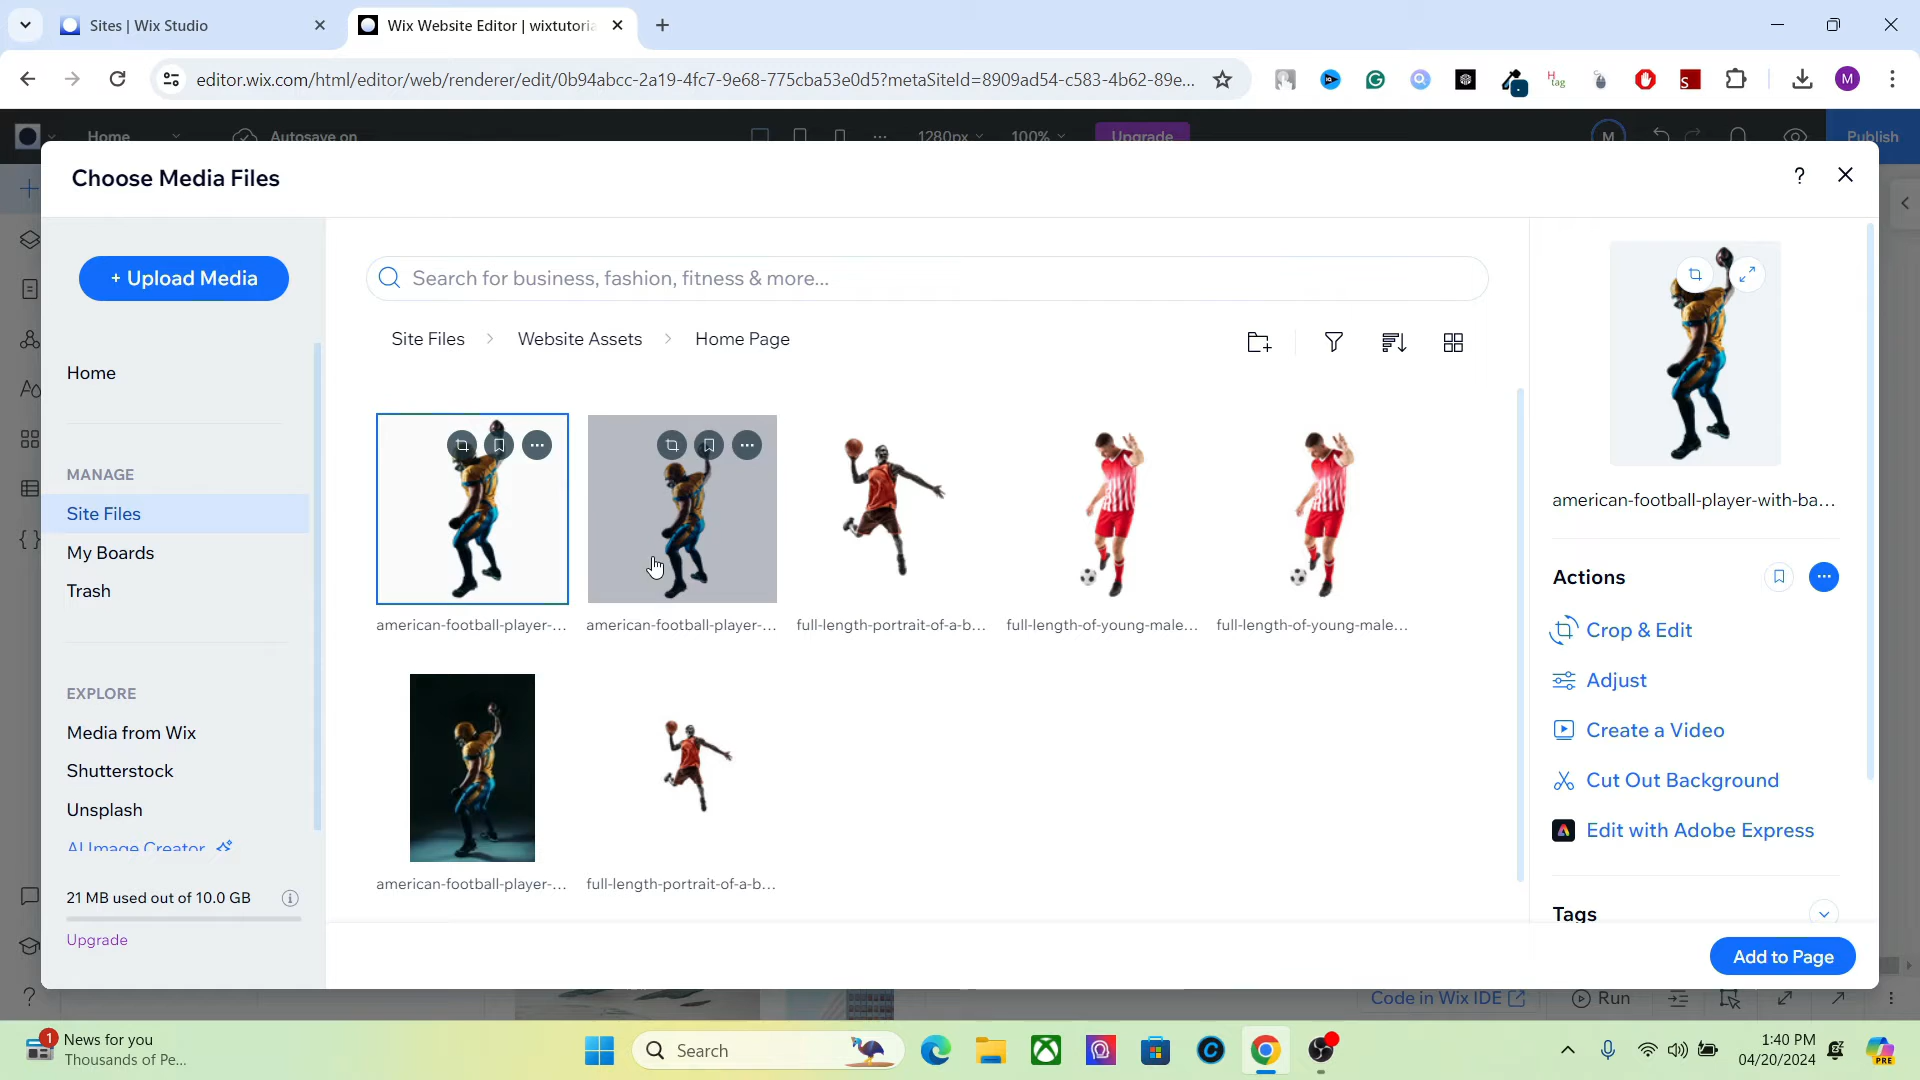 Sites | Wix Studio
Wix Website Editor | wixtutoria
editor.wix.com/html/editor/web/renderer/edit/0b94abcc-2a19-4fc7-9e68-775cba53e0d5?metaSiteId=8909ad54-c583-4b62-89e...
M
Home
Autosave on
1280px
100%
Upgrade
M
Publish
Choose Media Files
?
+ Upload Media
Search for business, fashion, fitness & more...
Site Files
Website Assets
Home Page
Home
MANAGE
Site Files
My Boards
Trash
EXPLORE
Media from Wix
Shutterstock
Unsplash
AI Image Creator
21 MB used out of 10.0 GB
Upgrade
american-football-player-...
american-football-player-...
full-length-portrait-of-a-b...
full-length-of-young-male...
full-length-of-young-male...
american-football-player-...
full-length-portrait-of-a-b...
american-football-player-with-ba...
Actions
Crop & Edit
Adjust
Create a Video
Cut Out Background
Edit with Adobe Express
Tags
Add to Page
?
Code in Wix IDE
Run
1
News for you
Thousands of Pe...
Search
1:40 PM
04/20/2024
PRE